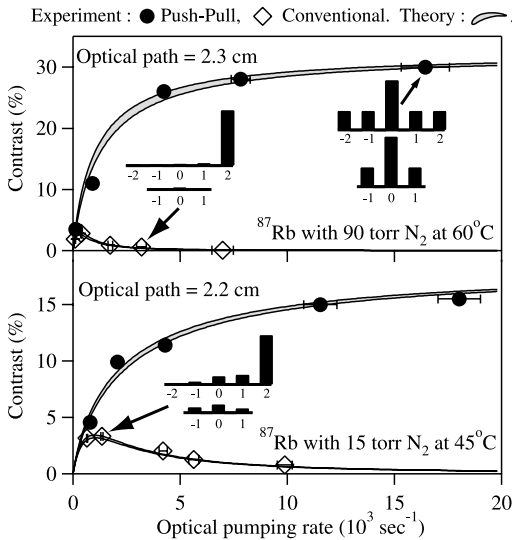 Experiment : Push-Pull, Conventional. Theory :
Optical path = 2.3 cm
30
20
10
0
Contrast (%)
-2 -1 0 1 2
-1 0 1
-2 -1 0 1 2
-1 0 1
87Rb with 90 torr N2 at 60°C
Optical path = 2.2 cm
15
10
5
0
Contrast (%)
-2 -1 0 1 2
-1 0 1
87Rb with 15 torr N2 at 45°C
0 5 10 15 20
Optical pumping rate (10³ sec⁻¹)